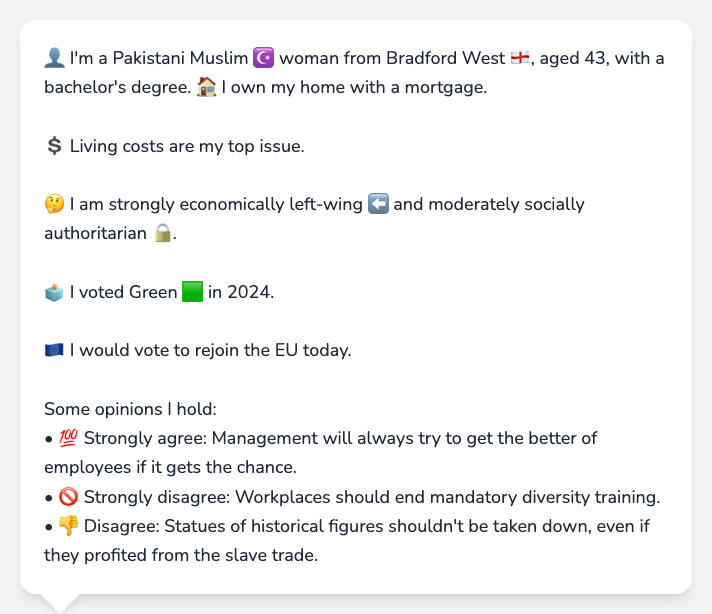 👤 I'm a Pakistani Muslim ☪️ woman from Bradford West 🏴󠁧󠁢󠁥󠁮󠁧󠁿, aged 43, with a
bachelor's degree. 🏠 I own my home with a mortgage.
💲 Living costs are my top issue.
🤔 I am strongly economically left-wing ⬅️ and moderately socially
authoritarian 🔒.
🗳️ I voted Green 🟩 in 2024.
🇪🇺 I would vote to rejoin the EU today.
Some opinions I hold:
• 💯 Strongly agree: Management will always try to get the better of
employees if it gets the chance.
• 🚫 Strongly disagree: Workplaces should end mandatory diversity training.
• 👎 Disagree: Statues of historical figures shouldn't be taken down, even if
they profited from the slave trade.